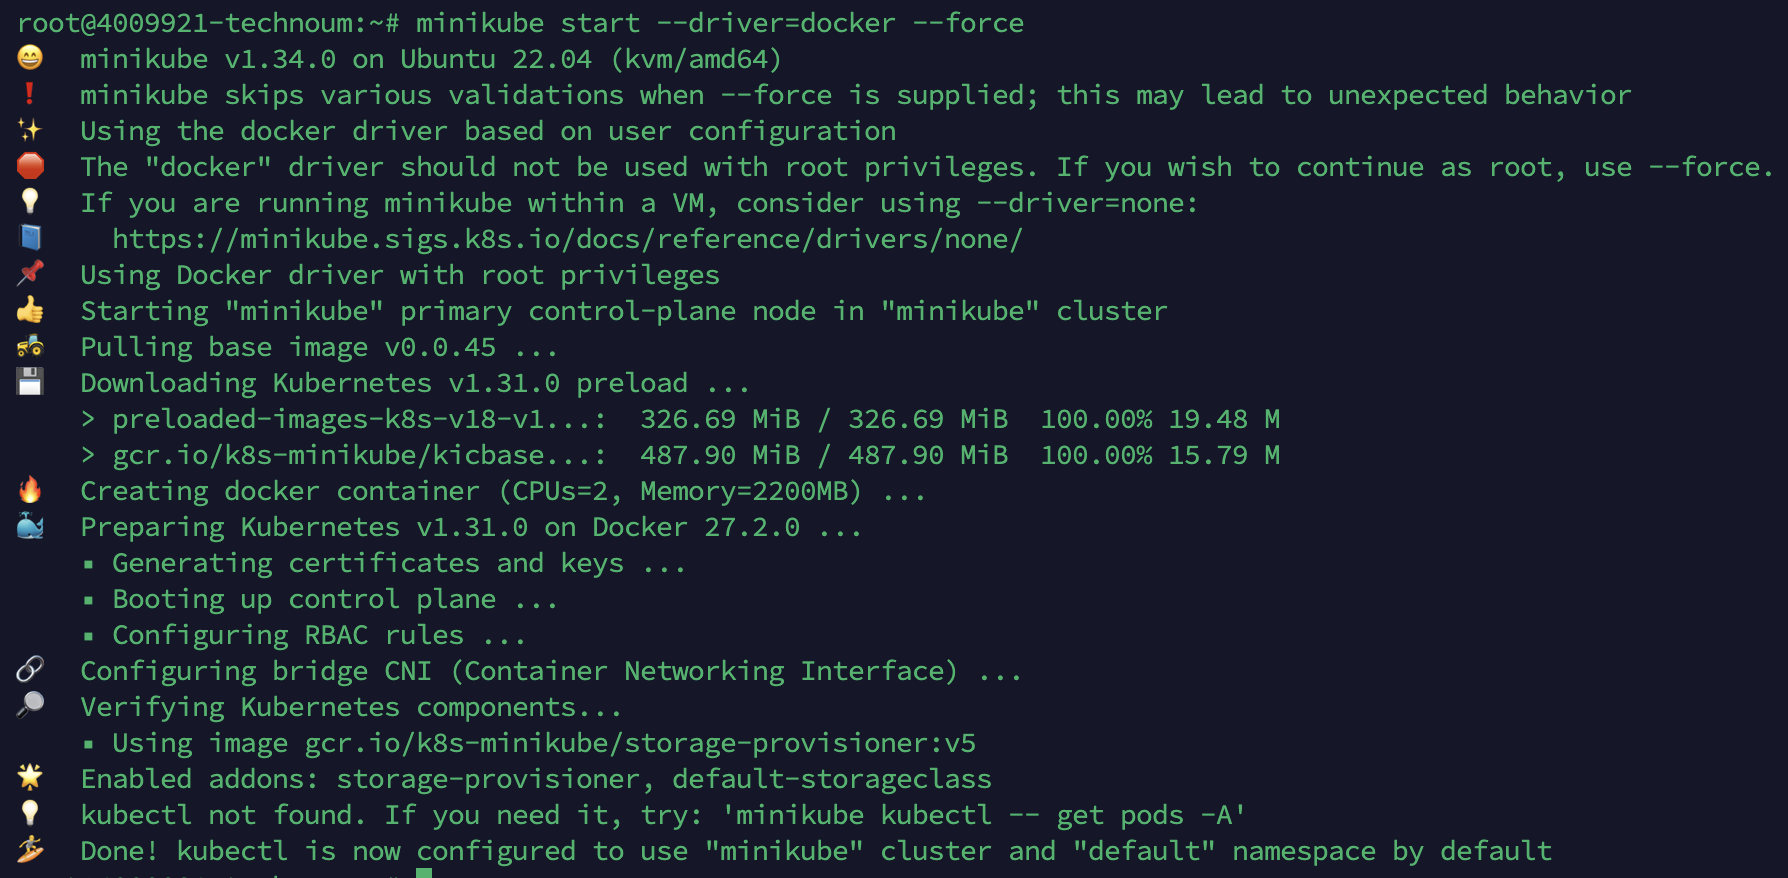 root@4009921-technoum:~# minikube start --driver=docker --force
😄 minikube v1.34.0 on Ubuntu 22.04 (kvm/amd64)
❗ minikube skips various validations when --force is supplied; this may lead to unexpected behavior
✨ Using the docker driver based on user configuration
🛑 The "docker" driver should not be used with root privileges. If you wish to continue as root, use --force.
💡 If you are running minikube within a VM, consider using --driver=none:
📘 https://minikube.sigs.k8s.io/docs/reference/drivers/none/
📌 Using Docker driver with root privileges
👍 Starting "minikube" primary control-plane node in "minikube" cluster
🚜 Pulling base image v0.0.45 ...
💾 Downloading Kubernetes v1.31.0 preload ...
> preloaded-images-k8s-v18-v1...: 326.69 MiB / 326.69 MiB 100.00% 19.48 M
> gcr.io/k8s-minikube/kicbase...: 487.90 MiB / 487.90 MiB 100.00% 15.79 M
🔥 Creating docker container (CPUs=2, Memory=2200MB) ...
🐳 Preparing Kubernetes v1.31.0 on Docker 27.2.0 ...
▪ Generating certificates and keys ...
▪ Booting up control plane ...
▪ Configuring RBAC rules ...
🔗 Configuring bridge CNI (Container Networking Interface) ...
🔎 Verifying Kubernetes components...
▪ Using image gcr.io/k8s-minikube/storage-provisioner:v5
🌟 Enabled addons: storage-provisioner, default-storageclass
💡 kubectl not found. If you need it, try: 'minikube kubectl -- get pods -A'
🏄 Done! kubectl is now configured to use "minikube" cluster and "default" namespace by default